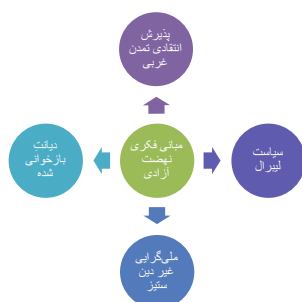 پذیرش
انتقادی تمدن
غربی
دیانتِ
بازخوانی
شده
مبانی فکری
نهضت
آزادی
سیاست
لیبرال
ملی‌گرایی
غیر دین
ستیز